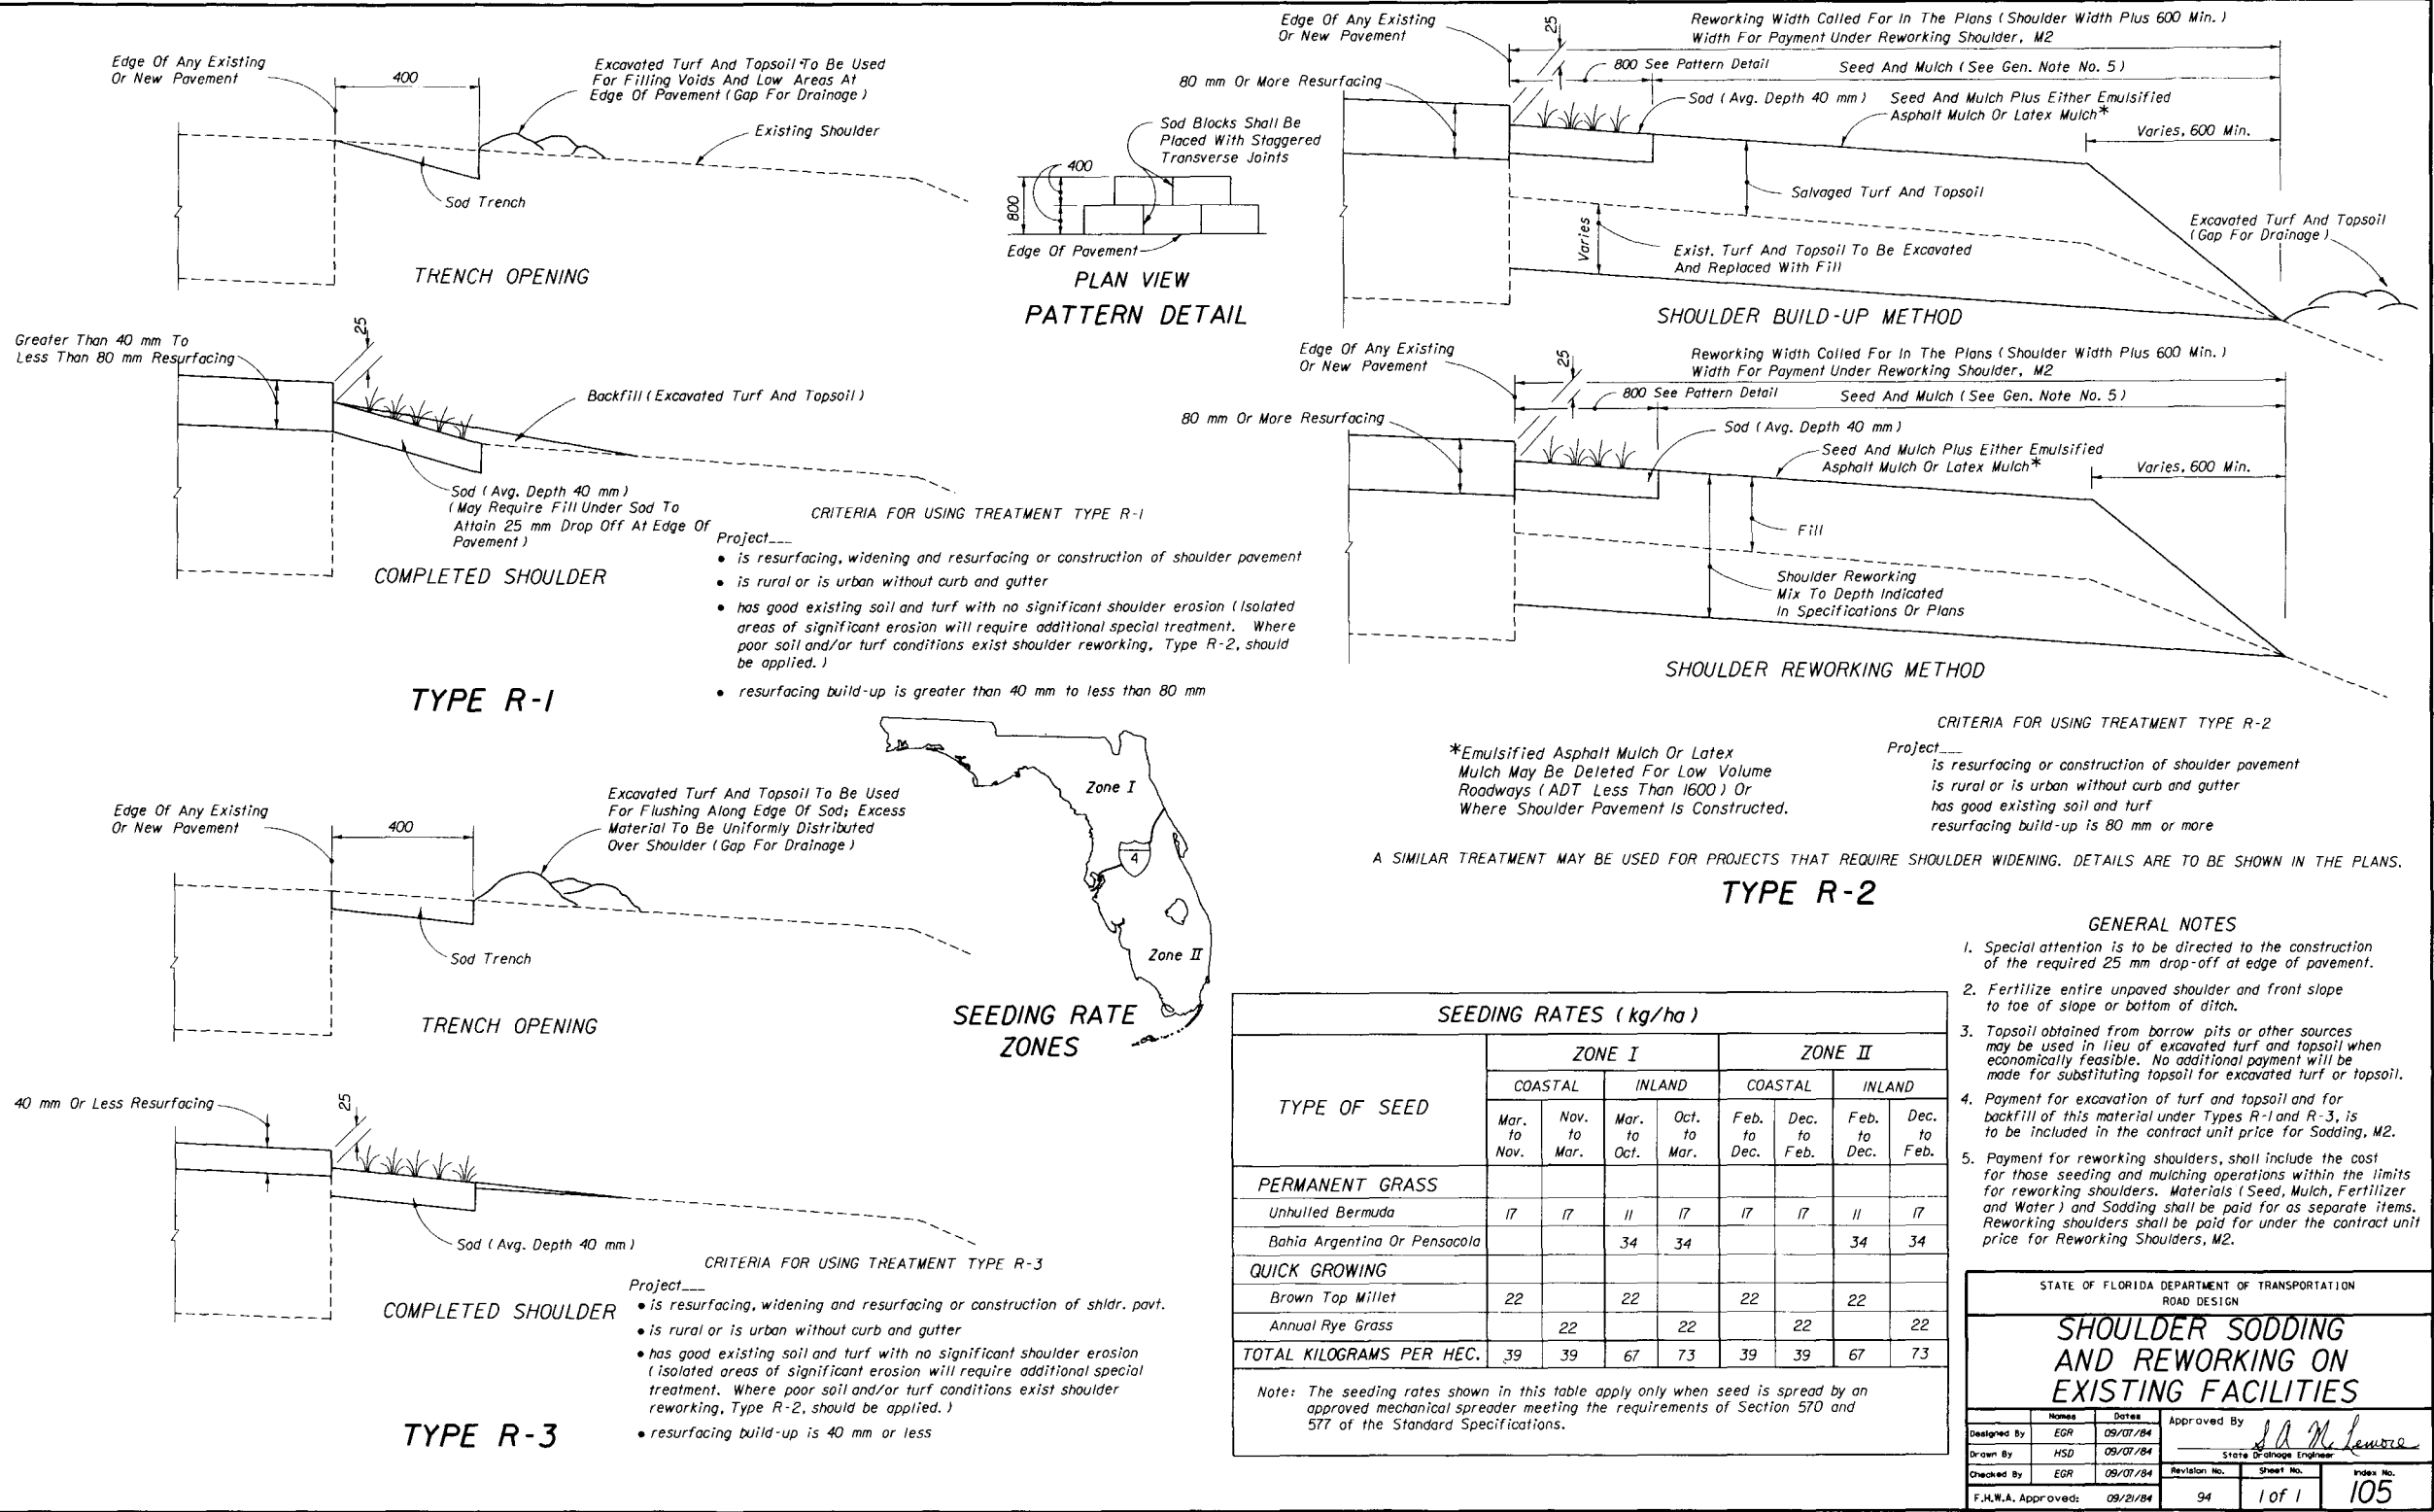 Edge Of Any Existing
Or New Pavement
400
Excavated Turf And Topsoil To Be Used
For Filling Voids And Low Areas At
Edge Of Pavement (Gap For Drainage)
Existing Shoulder
Sod Trench
TRENCH OPENING
Greater Than 40 mm To
Less Than 80 mm Resurfacing
25
Backfill (Excavated Turf And Topsoil)
Sod (Avg. Depth 40 mm)
(May Require Fill Under Sod To
Attain 25 mm Drop Off At Edge Of
Pavement)
COMPLETED SHOULDER
CRITERIA FOR USING TREATMENT TYPE R-1
Project___
• is resurfacing, widening and resurfacing or construction of shoulder pavement
• is rural or is urban without curb and gutter
• has good existing soil and turf with no significant shoulder erosion (Isolated
areas of significant erosion will require additional special treatment. Where
poor soil and/or turf conditions exist shoulder reworking, Type R-2, should
be applied.)
• resurfacing build-up is greater than 40 mm to less than 80 mm
TYPE R-1
Sod Blocks Shall Be
Placed With Staggered
Transverse Joints
400
800
Edge Of Pavement
PLAN VIEW
PATTERN DETAIL
Edge Of Any Existing
Or New Pavement
25
Reworking Width Called For In The Plans (Shoulder Width Plus 600 Min.)
Width For Payment Under Reworking Shoulder, M2
800 See Pattern Detail
Seed And Mulch (See Gen. Note No. 5)
80 mm Or More Resurfacing
Sod (Avg. Depth 40 mm)
Seed And Mulch Plus Either Emulsified
Asphalt Mulch Or Latex Mulch*
Varies, 600 Min.
Salvaged Turf And Topsoil
Varies
Exist. Turf And Topsoil To Be Excavated
And Replaced With Fill
Excavated Turf And Topsoil
(Gap For Drainage)
SHOULDER BUILD-UP METHOD
Edge Of Any Existing
Or New Pavement
25
Reworking Width Called For In The Plans (Shoulder Width Plus 600 Min.)
Width For Payment Under Reworking Shoulder, M2
800 See Pattern Detail
Seed And Mulch (See Gen. Note No. 5)
80 mm Or More Resurfacing
Sod (Avg. Depth 40 mm)
Seed And Mulch Plus Either Emulsified
Asphalt Mulch Or Latex Mulch*
Varies, 600 Min.
Fill
Shoulder Reworking
Mix To Depth Indicated
In Specifications Or Plans
SHOULDER REWORKING METHOD
*Emulsified Asphalt Mulch Or Latex
Mulch May Be Deleted For Low Volume
Roadways (ADT Less Than 1600) Or
Where Shoulder Pavement Is Constructed.
CRITERIA FOR USING TREATMENT TYPE R-2
Project___
is resurfacing or construction of shoulder pavement
is rural or is urban without curb and gutter
has good existing soil and turf
resurfacing build-up is 80 mm or more
A SIMILAR TREATMENT MAY BE USED FOR PROJECTS THAT REQUIRE SHOULDER WIDENING. DETAILS ARE TO BE SHOWN IN THE PLANS.
TYPE R-2
Edge Of Any Existing
Or New Pavement
400
Excavated Turf And Topsoil To Be Used
For Flushing Along Edge Of Sod; Excess
Material To Be Uniformly Distributed
Over Shoulder (Gap For Drainage)
Sod Trench
TRENCH OPENING
40 mm Or Less Resurfacing
25
Sod (Avg. Depth 40 mm)
COMPLETED SHOULDER
CRITERIA FOR USING TREATMENT TYPE R-3
Project___
• is resurfacing, widening and resurfacing or construction of shldr. pavt.
• is rural or is urban without curb and gutter
• has good existing soil and turf with no significant shoulder erosion
(isolated areas of significant erosion will require additional special
treatment. Where poor soil and/or turf conditions exist shoulder
reworking, Type R-2, should be applied.)
• resurfacing build-up is 40 mm or less
TYPE R-3
Zone I
4
Zone II
SEEDING RATE
ZONES
SEEDING RATES (kg/ha)
TYPE OF SEED
ZONE I ZONE II
COASTAL INLAND COASTAL INLAND
Mar. Nov. Mar. Oct. Feb. Dec. Feb. Dec.
to to to to to to to to
Nov. Mar. Oct. Mar. Dec. Feb. Dec. Feb.
PERMANENT GRASS
Unhulled Bermuda 17 17 11 17 17 17 11 17
Bahia Argentina Or Pensacola 34 34 34 34
QUICK GROWING
Brown Top Millet 22 22 22 22
Annual Rye Grass 22 22 22 22
TOTAL KILOGRAMS PER HEC. 39 39 67 73 39 39 67 73
Note: The seeding rates shown in this table apply only when seed is spread by an
approved mechanical spreader meeting the requirements of Section 570 and
577 of the Standard Specifications.
GENERAL NOTES
1. Special attention is to be directed to the construction
of the required 25 mm drop-off at edge of pavement.
2. Fertilize entire unpaved shoulder and front slope
to toe of slope or bottom of ditch.
3. Topsoil obtained from borrow pits or other sources
may be used in lieu of excavated turf and topsoil when
economically feasible. No additional payment will be
made for substituting topsoil for excavated turf or topsoil.
4. Payment for excavation of turf and topsoil and for
backfill of this material under Types R-1 and R-3, is
to be included in the contract unit price for Sodding, M2.
5. Payment for reworking shoulders, shall include the cost
for those seeding and mulching operations within the limits
for reworking shoulders. Materials (Seed, Mulch, Fertilizer
and Water) and Sodding shall be paid for as separate items.
Reworking shoulders shall be paid for under the contract unit
price for Reworking Shoulders, M2.
STATE OF FLORIDA DEPARTMENT OF TRANSPORTATION
ROAD DESIGN
SHOULDER SODDING
AND REWORKING ON
EXISTING FACILITIES
Names Dates
Designed By EGR 09/07/84
Drawn By HSD 09/07/84
Checked By EGR 09/07/84
F.H.W.A. Approved: 09/21/84
Approved By
State Drainage Engineer
Revision No. Sheet No. Index No.
94 1 of 1 105